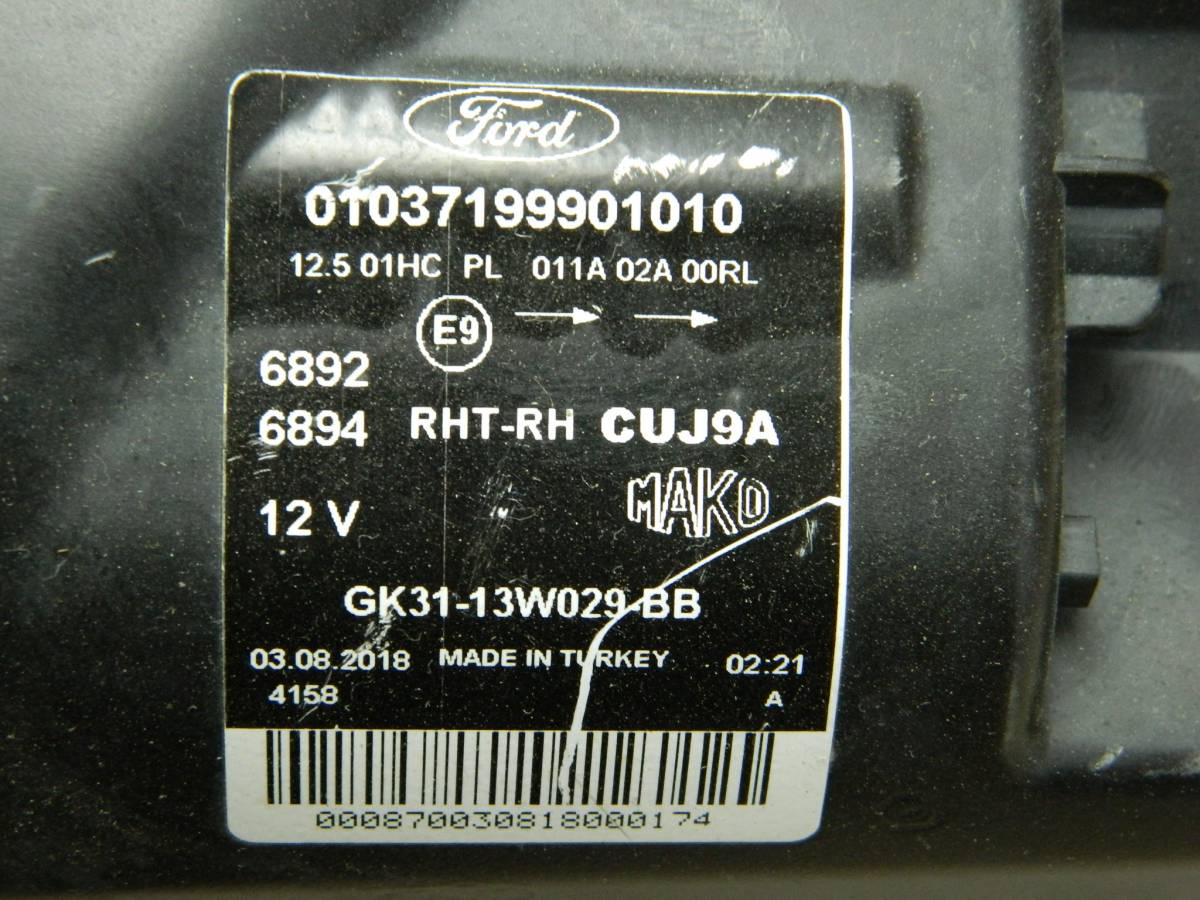 Ford
01037199901010
12.5 01HC PL 011A 02A 00RL
E9
6892
6894 RHT-RH CUJ9A
MAKO
12 V
GK31-13W029-BB
03.08.2018 MADE IN TURKEY 02:21
4158 A
000870030818000174